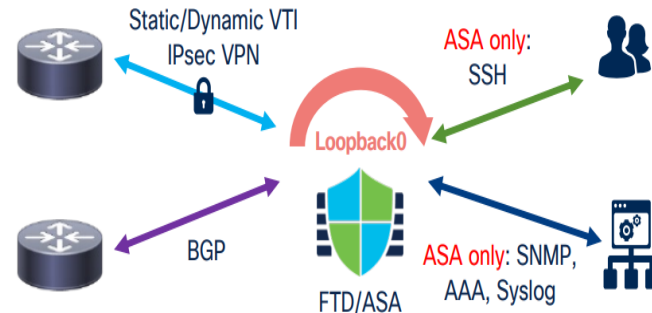 Static/Dynamic VTI
IPsec VPN
ASA only:
SSH
Loopback0
BGP
ASA only: SNMP,
AAA, Syslog
FTD/ASA